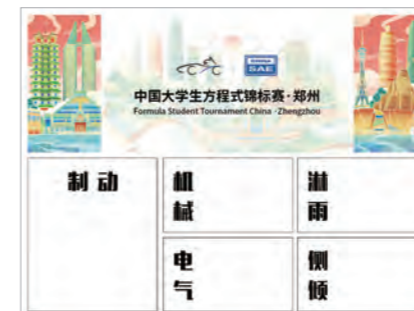 SAE
中国大学生方程式锦标赛·郑州
Formula Student Tournament China -Zhengzhou
制动
机械
淋雨
电气
侧倾